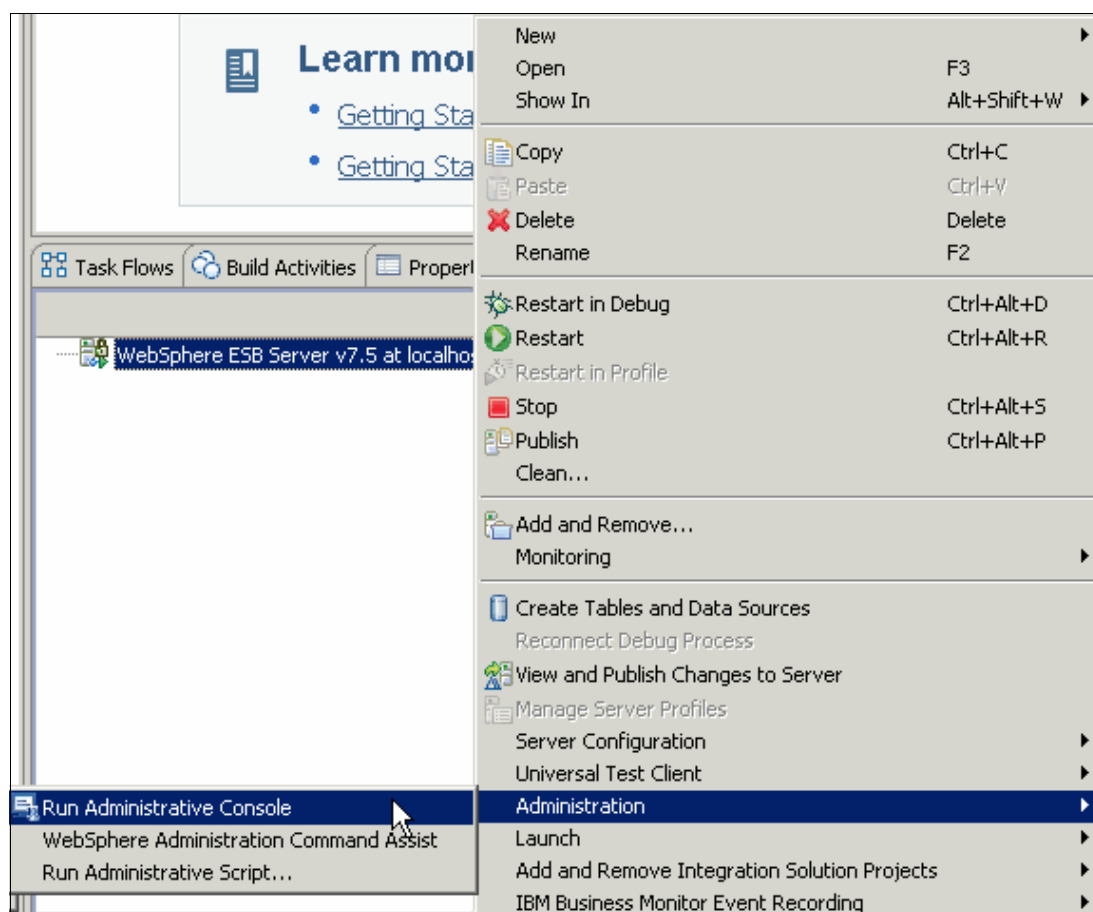 Learn mor
Getting Sta
Getting Sta
Task Flows Build Activities Propert
WebSphere ESB Server v7.5 at localhos
New
Open F3
Show In Alt+Shift+W
Copy Ctrl+C
Paste Ctrl+V
Delete Delete
Rename F2
Restart in Debug Ctrl+Alt+D
Restart Ctrl+Alt+R
Restart in Profile
Stop Ctrl+Alt+S
Publish Ctrl+Alt+P
Clean...
Add and Remove...
Monitoring
Create Tables and Data Sources
Reconnect Debug Process
View and Publish Changes to Server
Manage Server Profiles
Server Configuration
Universal Test Client
Administration
Launch
Add and Remove Integration Solution Projects
IBM Business Monitor Event Recording
Run Administrative Console
WebSphere Administration Command Assist
Run Administrative Script...